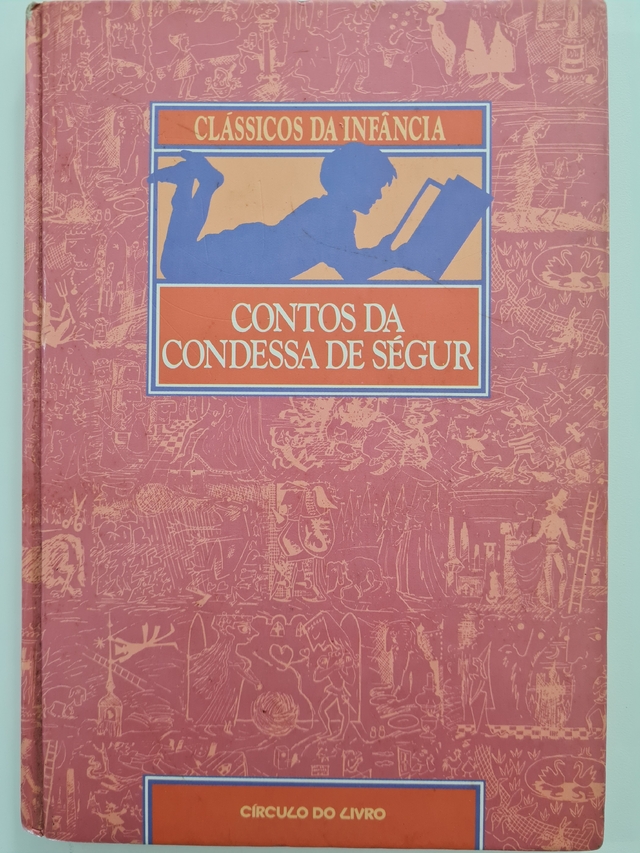 CLÁSSICOS DA INFÂNCIA
CONTOS DA
CONDESSA DE SÉGUR
CÍRCULO DO LIVRO